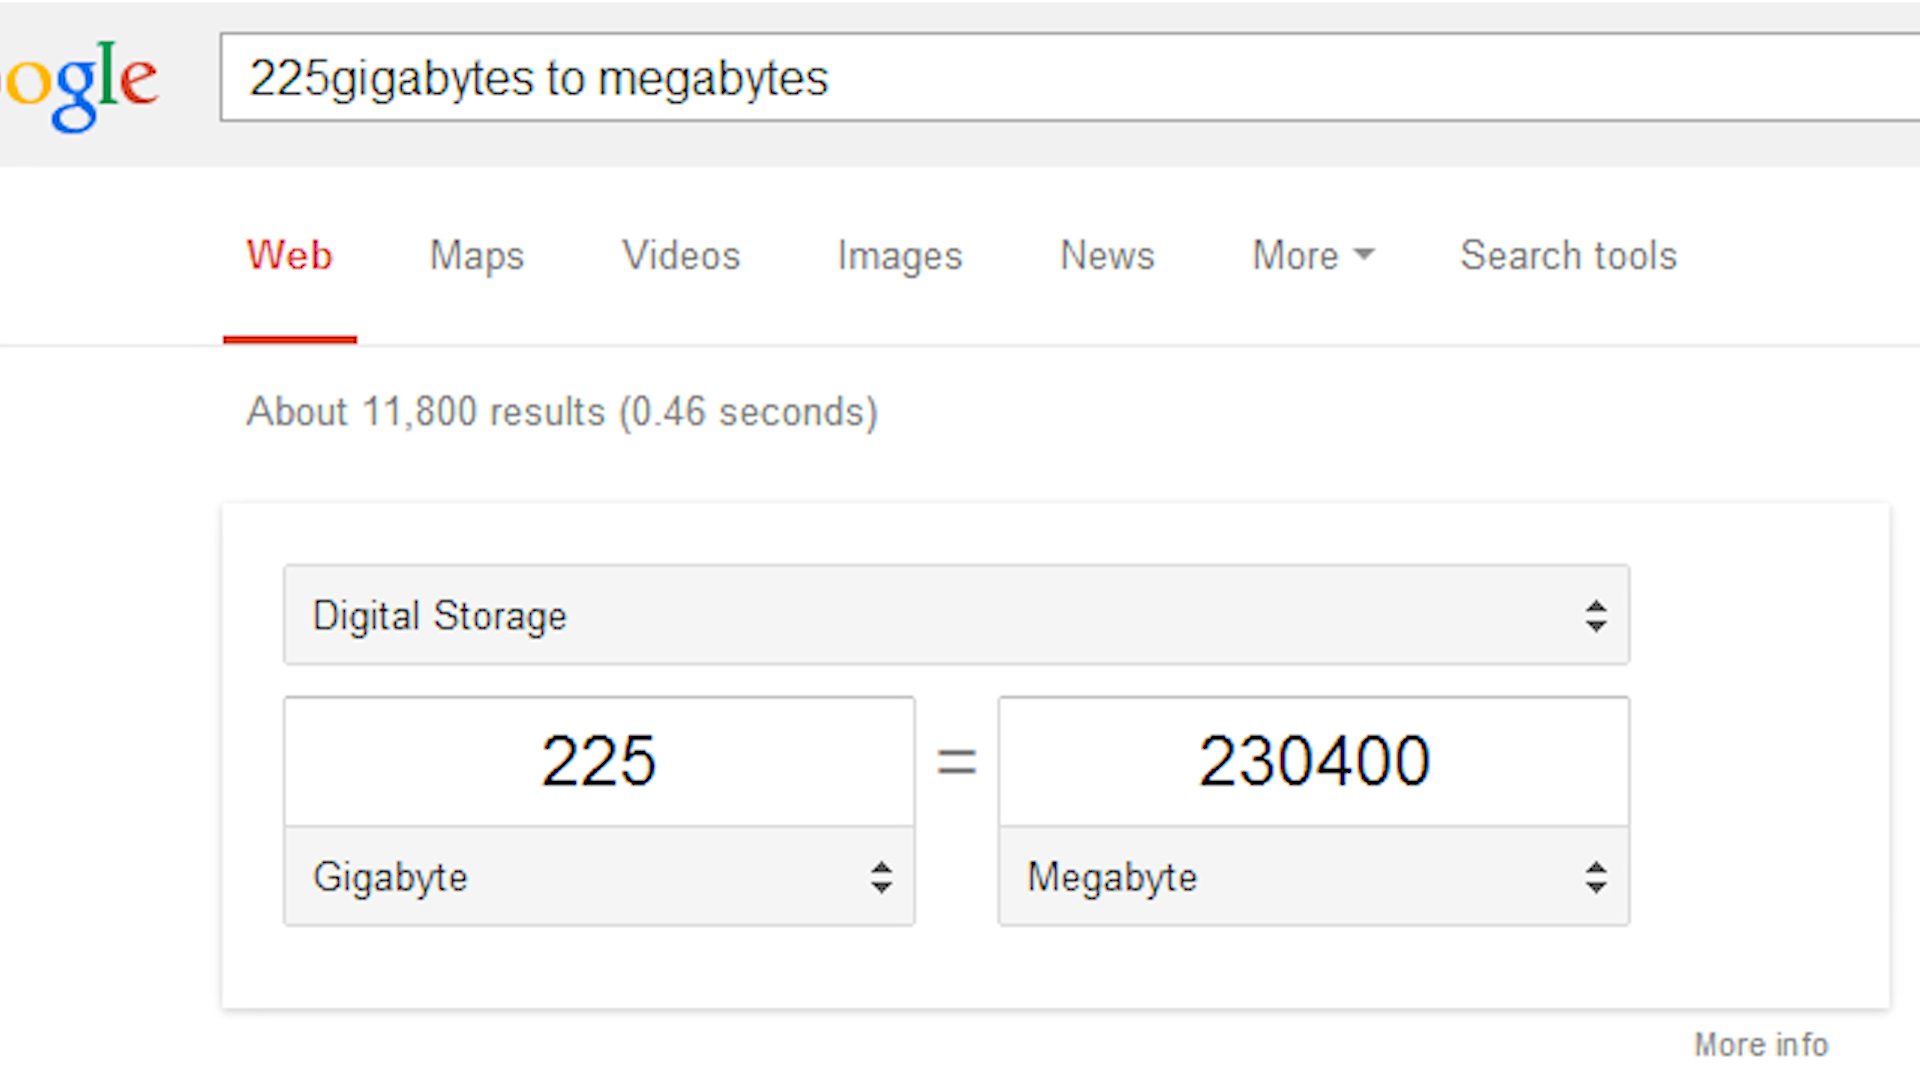 ogle
225gigabytes to megabytes
Web Maps Videos Images News More Search tools
About 11,800 results (0.46 seconds)
Digital Storage
225 = 230400
Gigabyte Megabyte
More info